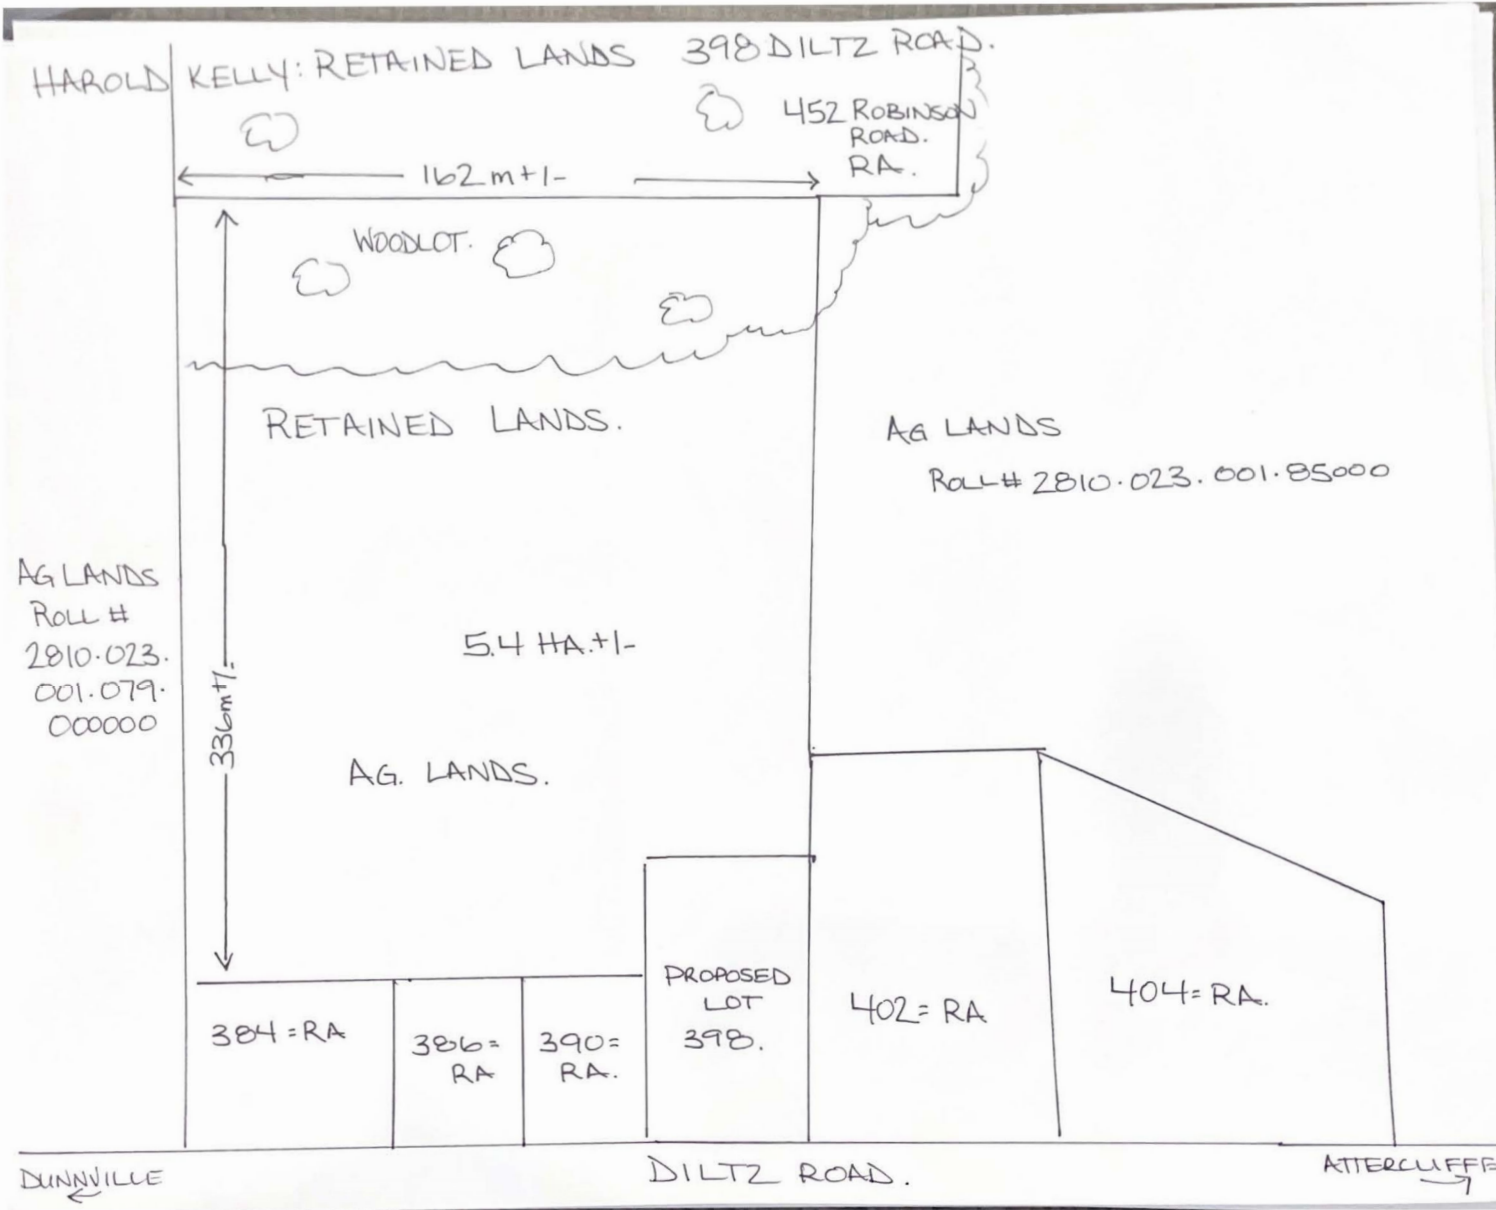 HAROLD KELLY: RETAINED LANDS 398 DILTZ ROAD.
452 ROBINSON
ROAD.
RA.
162 m+/-
WOODLOT.
RETAINED LANDS.
AG LANDS
ROLL# 2810.023.001.85000
AG LANDS
ROLL #
2810.023.
001.079.
000000
336m+/-
5.4 HA.+/-
AG. LANDS.
PROPOSED
LOT
398.
384=RA
386=
RA
390=
RA.
402=RA
404=RA.
DUNNVILLE
DILTZ ROAD.
ATTERCLIFFE